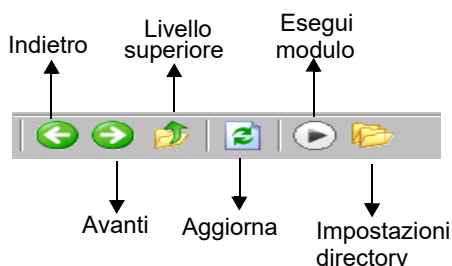 Indietro
Livello
superiore
Esegui
modulo
Avanti
Aggiorna
Impostazioni
directory